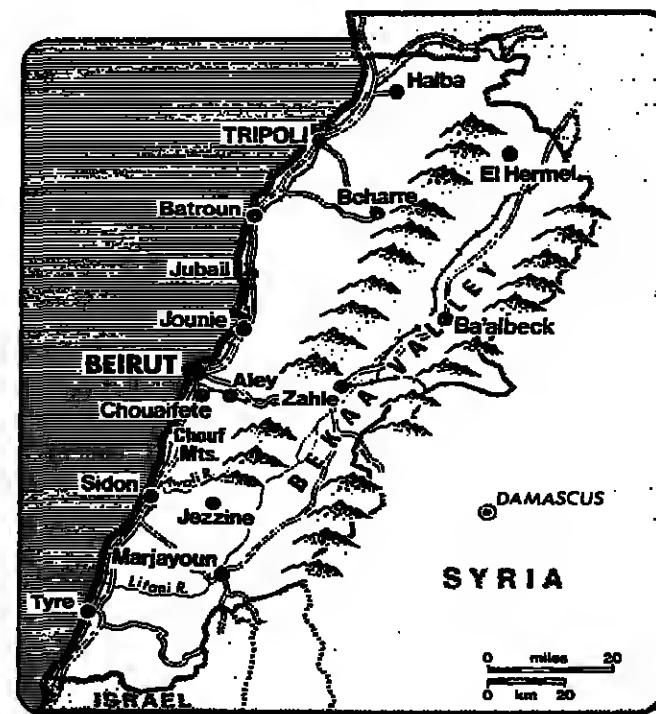 Halba
TRIPOLI
El Hermel
Bcharre
Batroun
Jubail
Jounie
Ba'albeck
BEKAA VALLEY
BEIRUT
Aley
Zahle
Chouaifete
Chouf
Mts.
Awali R.
Sidon
DAMASCUS
Jezzine
Marjayoun
SYRIA
Litani R.
Tyre
0 miles 20
0 km 20
ISRAEL